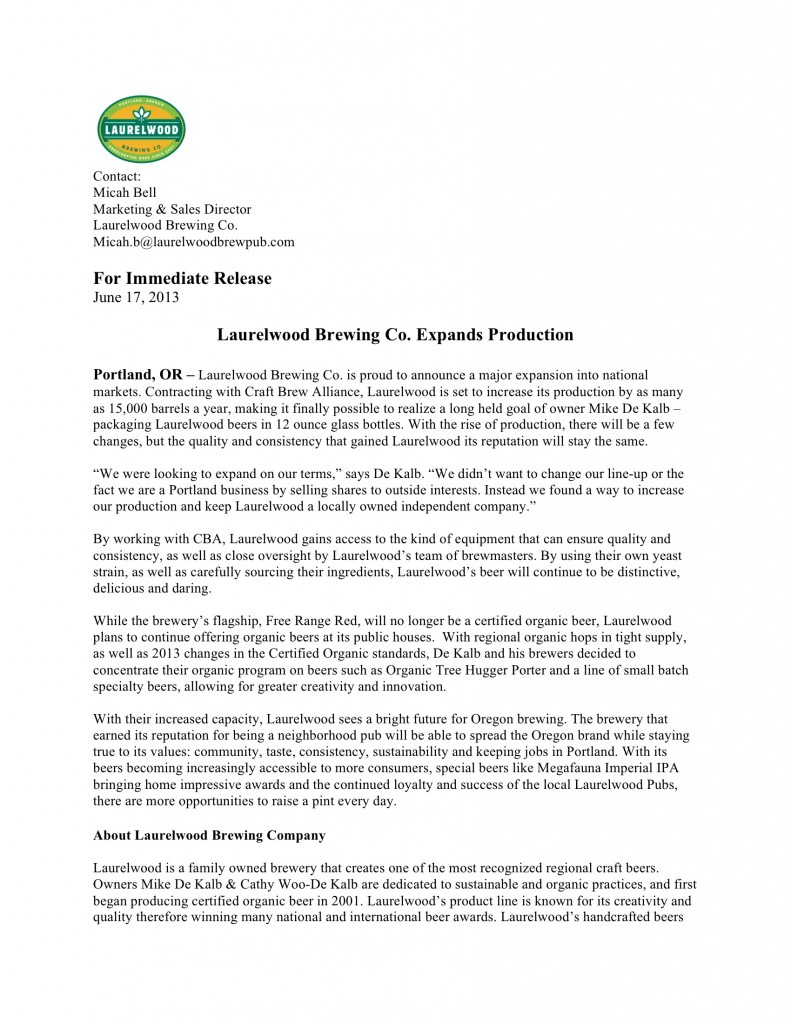 PORTLAND, OREGON
LAURELWOOD
BREWING CO.
Contact:
Micah Bell
Marketing & Sales Director
Laurelwood Brewing Co.
Micah.b@laurelwoodbrewpub.com
For Immediate Release
June 17, 2013
Laurelwood Brewing Co. Expands Production
Portland, OR – Laurelwood Brewing Co. is proud to announce a major expansion into national
markets. Contracting with Craft Brew Alliance, Laurelwood is set to increase its production by as many
as 15,000 barrels a year, making it finally possible to realize a long held goal of owner Mike De Kalb –
packaging Laurelwood beers in 12 ounce glass bottles. With the rise of production, there will be a few
changes, but the quality and consistency that gained Laurelwood its reputation will stay the same.
“We were looking to expand on our terms,” says De Kalb. “We didn’t want to change our line-up or the
fact we are a Portland business by selling shares to outside interests. Instead we found a way to increase
our production and keep Laurelwood a locally owned independent company.”
By working with CBA, Laurelwood gains access to the kind of equipment that can ensure quality and
consistency, as well as close oversight by Laurelwood’s team of brewmasters. By using their own yeast
strain, as well as carefully sourcing their ingredients, Laurelwood’s beer will continue to be distinctive,
delicious and daring.
While the brewery’s flagship, Free Range Red, will no longer be a certified organic beer, Laurelwood
plans to continue offering organic beers at its public houses.  With regional organic hops in tight supply,
as well as 2013 changes in the Certified Organic standards, De Kalb and his brewers decided to
concentrate their organic program on beers such as Organic Tree Hugger Porter and a line of small batch
specialty beers, allowing for greater creativity and innovation.
With their increased capacity, Laurelwood sees a bright future for Oregon brewing. The brewery that
earned its reputation for being a neighborhood pub will be able to spread the Oregon brand while staying
true to its values: community, taste, consistency, sustainability and keeping jobs in Portland. With its
beers becoming increasingly accessible to more consumers, special beers like Megafauna Imperial IPA
bringing home impressive awards and the continued loyalty and success of the local Laurelwood Pubs,
there are more opportunities to raise a pint every day.
About Laurelwood Brewing Company
Laurelwood is a family owned brewery that creates one of the most recognized regional craft beers.
Owners Mike De Kalb & Cathy Woo-De Kalb are dedicated to sustainable and organic practices, and first
began producing certified organic beer in 2001. Laurelwood’s product line is known for its creativity and
quality therefore winning many national and international beer awards. Laurelwood’s handcrafted beers